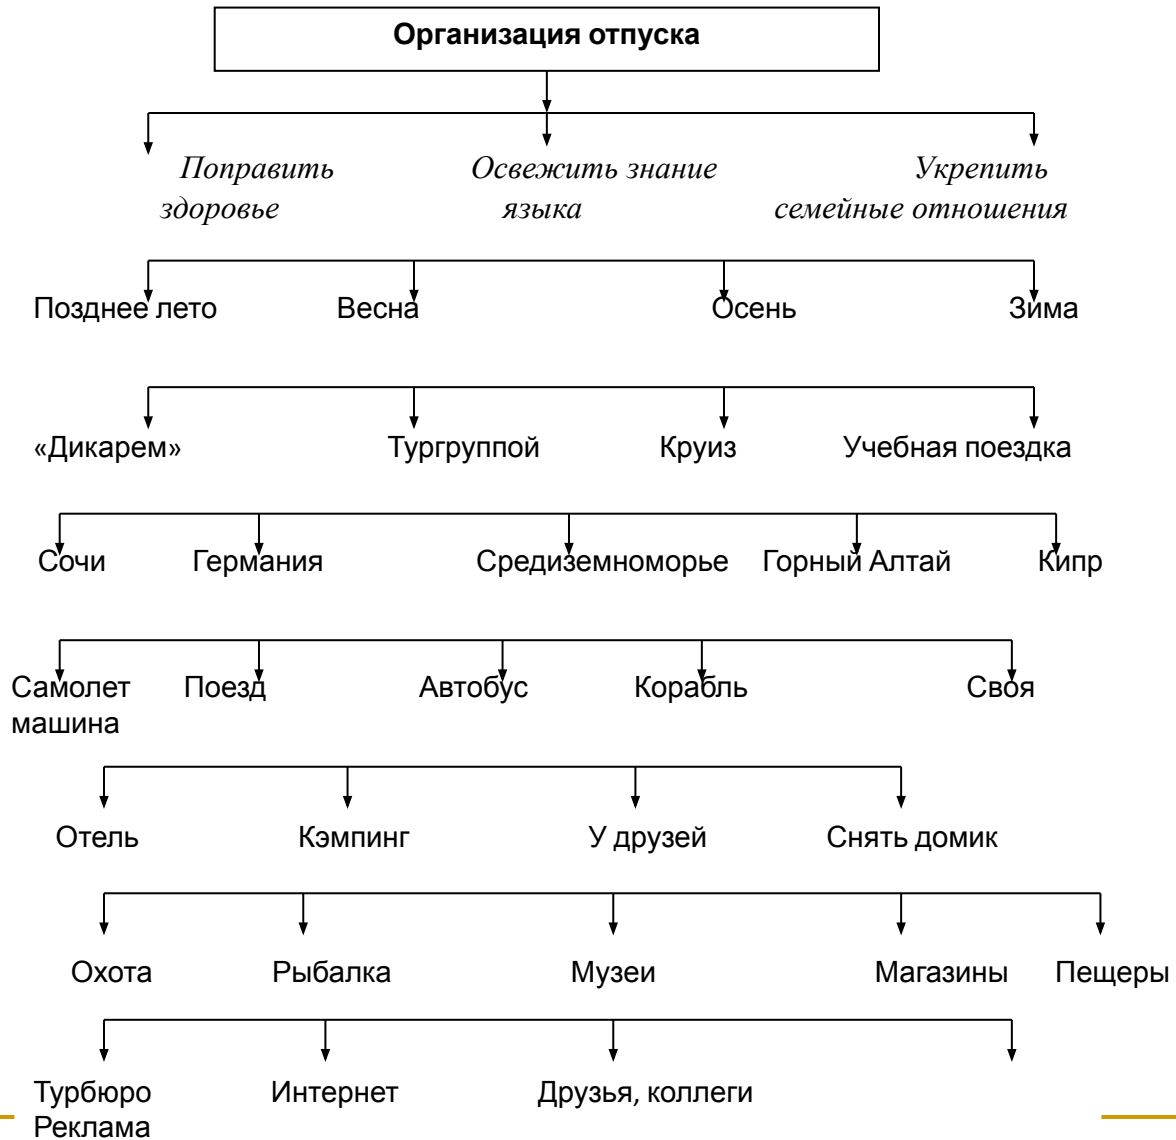 Организация отпуска
Поправить Освежить знание Укрепить
здоровье языка семейные отношения
Позднее лето Весна Осень Зима
«Дикарем» Тургруппой Круиз Учебная поездка
Сочи Германия Средиземноморье Горный Алтай Кипр
Самолет Поезд Автобус Корабль Своя
машина
Отель Кэмпинг У друзей Снять домик
Охота Рыбалка Музеи Магазины Пещеры
Турбюро Интернет Друзья, коллеги
Реклама